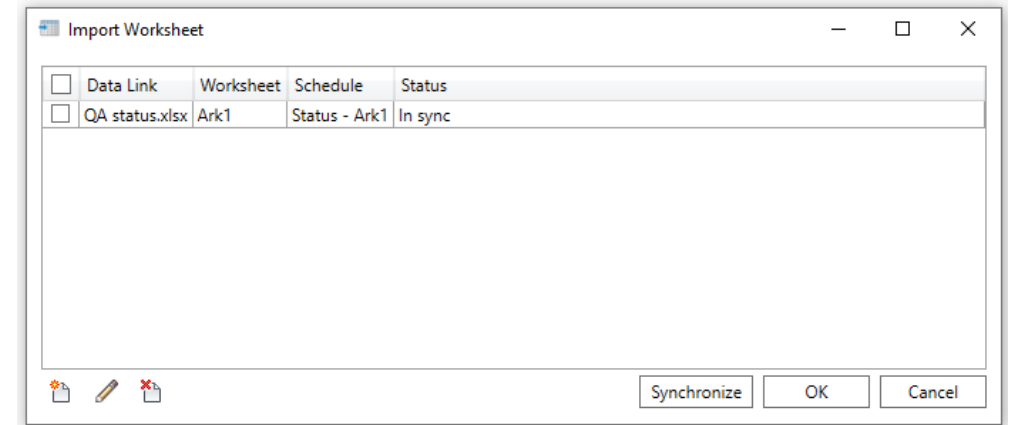 Import Worksheet
Data Link Worksheet Schedule Status
QA status.xlsx Ark1 Status - Ark1 In sync
Synchronize OK Cancel